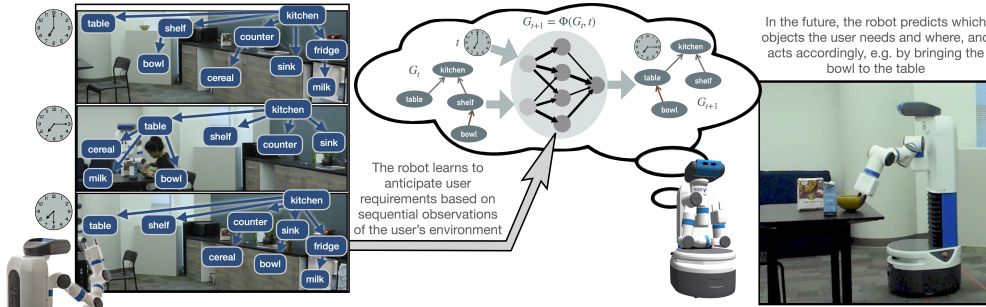 kitchen
table
shelf
counter
fridge
bowl
sink
cereal
milk
kitchen
table
shelf
cereal
counter
sink
milk
bowl
kitchen
table
shelf
counter
sink
fridge
cereal
bowl
milk
G_{t+1} = Φ(G_t, t)
t
G_t
kitchen
table
shelf
bowl
kitchen
table
shelf
G_{t+1}
bowl
The robot learns to
anticipate user
requirements based on
sequential observations
of the user's environment
In the future, the robot predicts which
objects the user needs and where, and
acts accordingly, e.g. by bringing the
bowl to the table